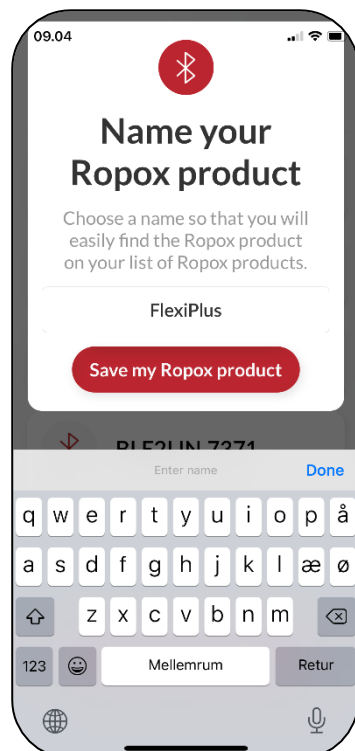 09.04
Name your
Ropox product
Choose a name so that you will
easily find the Ropox product
on your list of Ropox products.
FlexiPlus
Save my Ropox product
Enter name
Done
q w e r t y u i o p å
a s d f g h j k l æ ø
z x c v b n m
123
Mellemrum
Retur